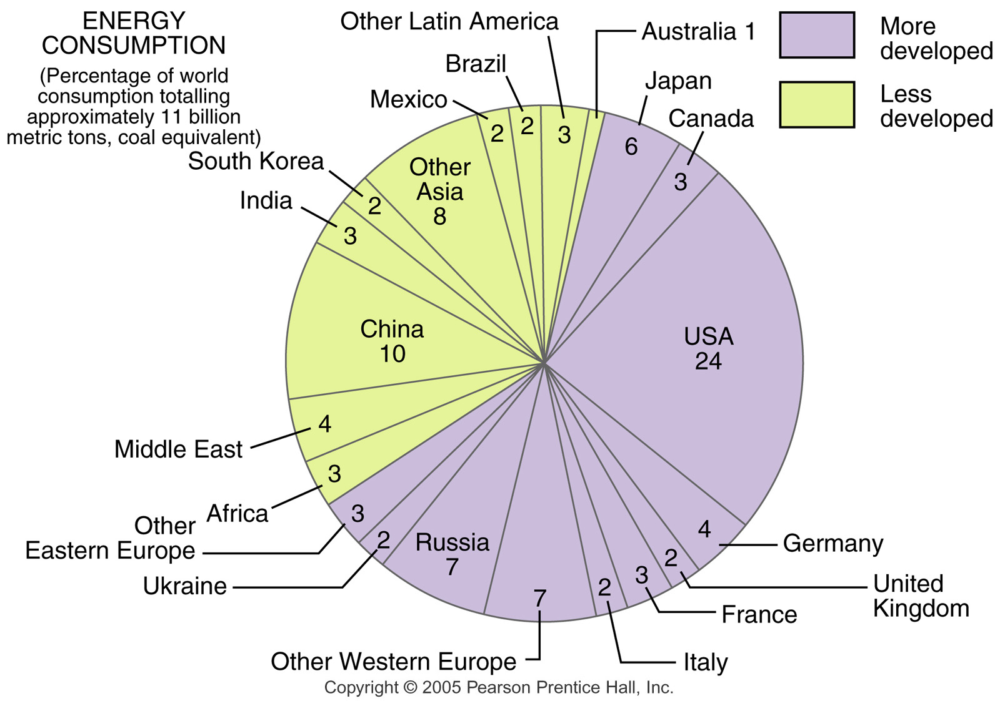 ENERGY
CONSUMPTION
(Percentage of world
consumption totalling
approximately 11 billion
metric tons, coal equivalent)
Other Latin America
Australia 1
More
developed
Less
developed
Brazil
Mexico
Japan
Canada
2
2
3
6
3
South Korea
India
2
3
Other
Asia
8
China
10
USA
24
Middle East
4
Africa
3
Other
Eastern Europe
3
Ukraine
2
Russia
7
7
Other Western Europe
2
Italy
3
France
2
United
Kingdom
4
Germany
Copyright © 2005 Pearson Prentice Hall, Inc.